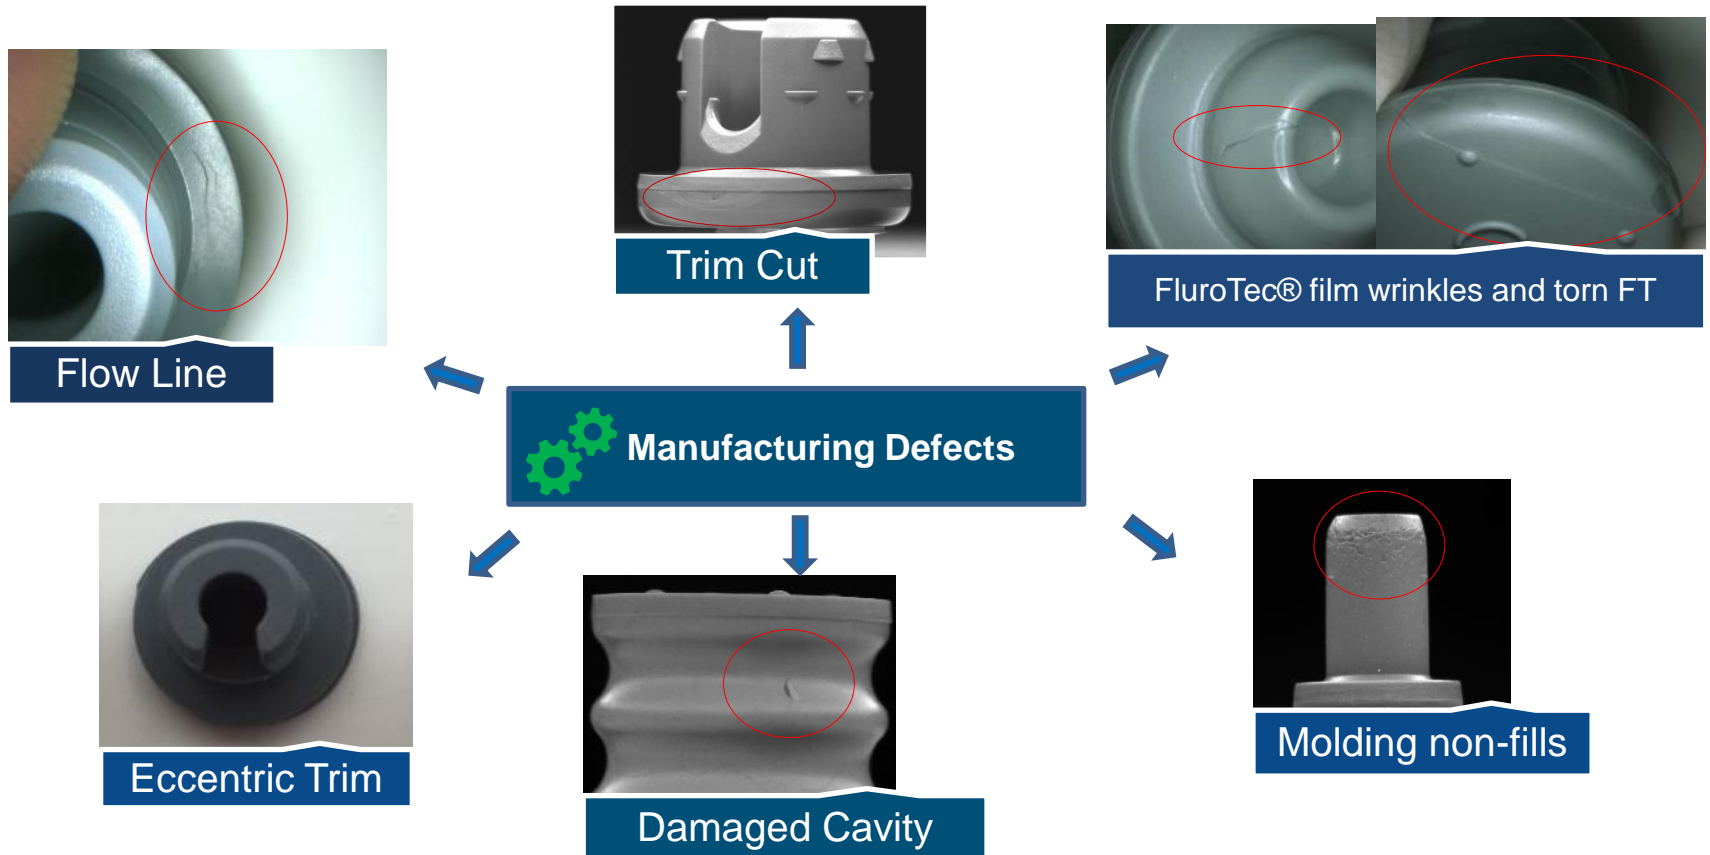 Trim Cut
FluroTec® film wrinkles and torn FT
Flow Line
Manufacturing Defects
Molding non-fills
Eccentric Trim
Damaged Cavity